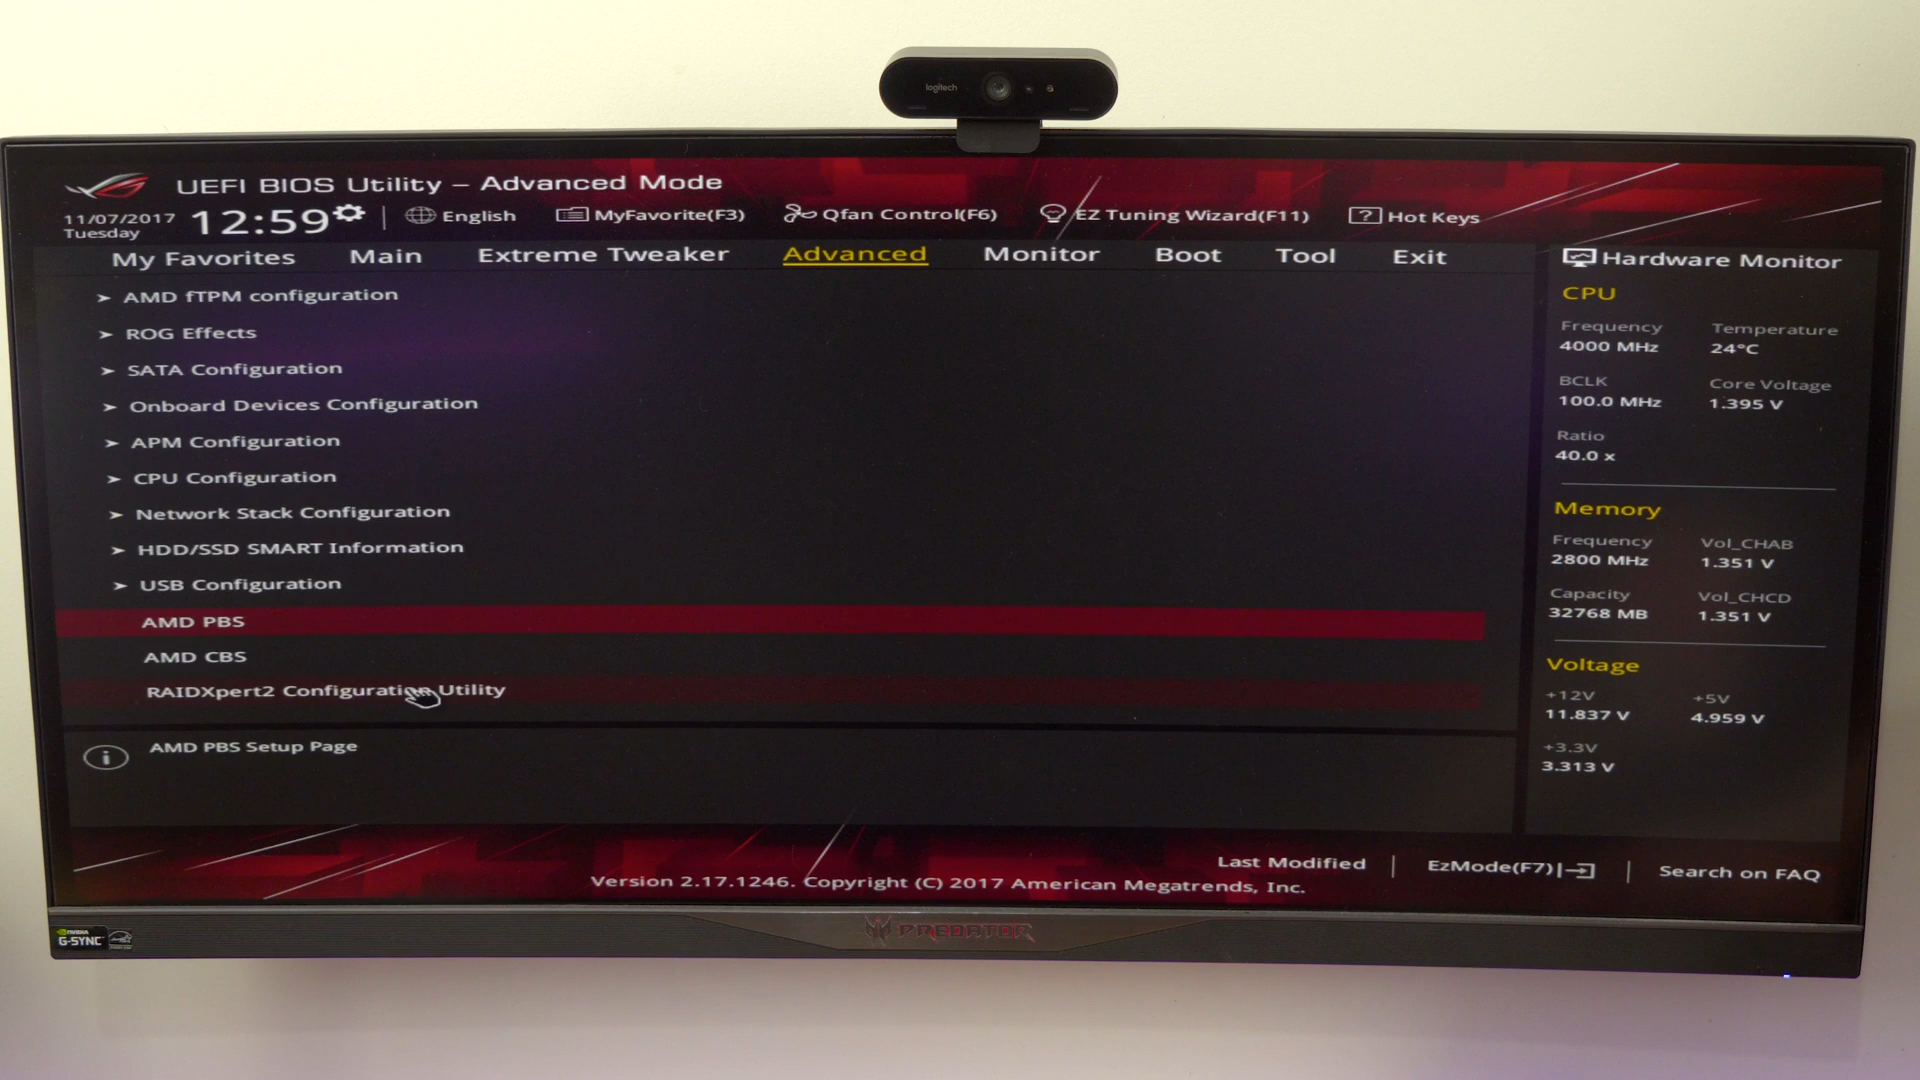 logitech
UEFI BIOS Utility – Advanced Mode
11/07/2017
Tuesday
12:59
English
MyFavorite(F3)
Qfan Control(F6)
EZ Tuning Wizard(F11)
? Hot Keys
My Favorites
Main
Extreme Tweaker
Advanced
Monitor
Boot
Tool
Exit
AMD fTPM configuration
ROG Effects
SATA Configuration
Onboard Devices Configuration
APM Configuration
CPU Configuration
Network Stack Configuration
HDD/SSD SMART Information
USB Configuration
AMD PBS
AMD CBS
RAIDXpert2 Configuration Utility
i AMD PBS Setup Page
Hardware Monitor
CPU
Frequency Temperature
4000 MHz 24°C
BCLK Core Voltage
100.0 MHz 1.395 V
Ratio
40.0 x
Memory
Frequency Vol_CHAB
2800 MHz 1.351 V
Capacity Vol_CHCD
32768 MB 1.351 V
Voltage
+12V +5V
11.837 V 4.959 V
+3.3V
3.313 V
Last Modified
EzMode(F7)
Search on FAQ
Version 2.17.1246. Copyright (C) 2017 American Megatrends, Inc.
NVIDIA
G-SYNC
PREDATOR